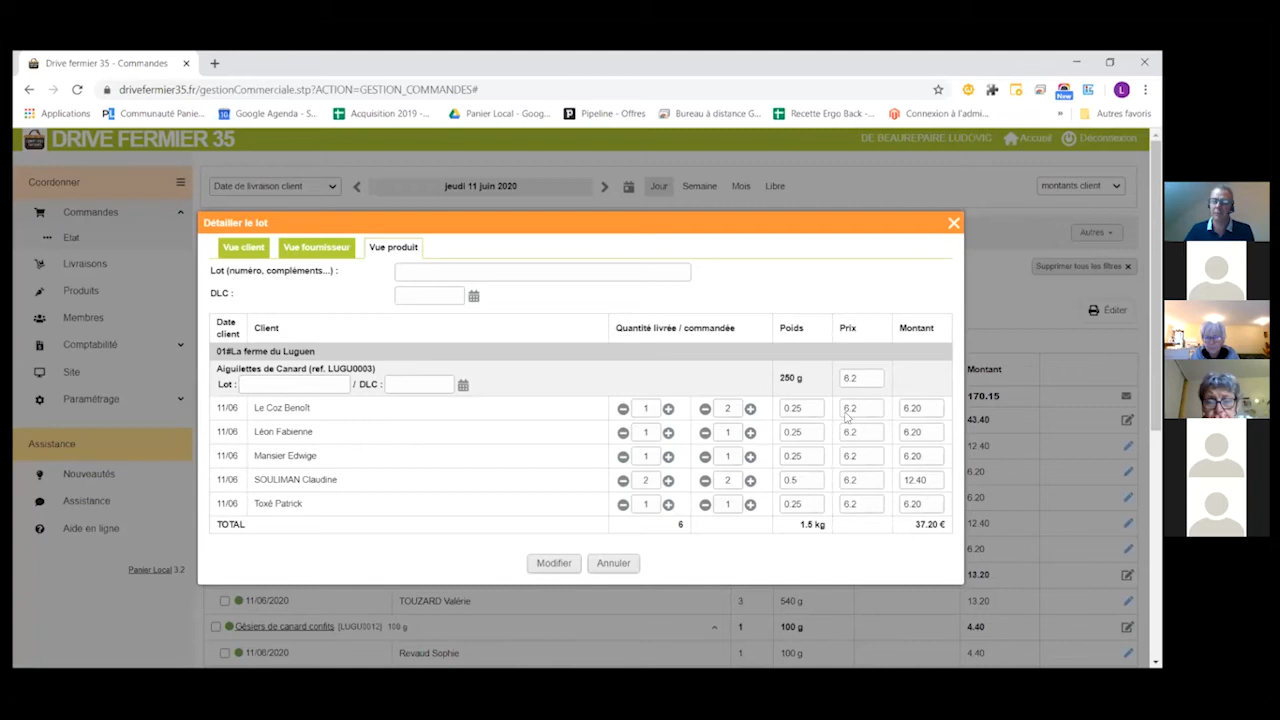 Drive fermier 35 - Commandes
drivefermier35.fr/gestionCommerciale.stp?ACTION=GESTION_COMMANDES#
Applications
Communauté Panie...
Google Agenda - S...
Acquisition 2019 -...
Panier Local - Goog...
Pipeline - Offres
Bureau à distance G...
Recette Ergo Back -...
Connexion à l'admi...
»
Autres favoris
New
L
DRIVE FERMIER 35
DE BEAUREPAIRE LUDOVIC
Accueil
Déconnexion
Coordonner
Commandes
Etat
Livraisons
Produits
Membres
Comptabilité
Site
Paramétrage
Assistance
Nouveautés
Assistance
Aide en ligne
Panier Local 3.2
Date de livraison client
jeudi 11 juin 2020
Jour
Semaine
Mois
Libre
montants client
Autres
Supprimer tous les filtres ×
Éditer
Détailler le lot
Vue client
Vue fournisseur
Vue produit
Lot (numéro, compléments...) :
DLC :
Date client
Client
Quantité livrée / commandée
Poids
Prix
Montant
01#La ferme du Luguen
Aiguillettes de Canard (ref. LUGU0003)
Lot : / DLC :
250 g
6.2
11/06 Le Coz Benoît 1 2 0.25 6.2 6.20
11/06 Léon Fabienne 1 1 0.25 6.2 6.20
11/06 Mansier Edwige 1 1 0.25 6.2 6.20
11/06 SOULIMAN Claudine 2 2 0.5 6.2 12.40
11/06 Toxé Patrick 1 1 0.25 6.2 6.20
TOTAL 6 1.5 kg 37.20 €
Modifier
Annuler
Montant
170.15
43.40
12.40
6.20
6.20
12.40
6.20
13.20
11/06/2020 TOUZARD Valérie 3 540 g 13.20
Gésiers de canard confits [LUGU0012] 100 g 1 100 g 4.40
11/06/2020 Revaud Sophie 1 100 g 4.40